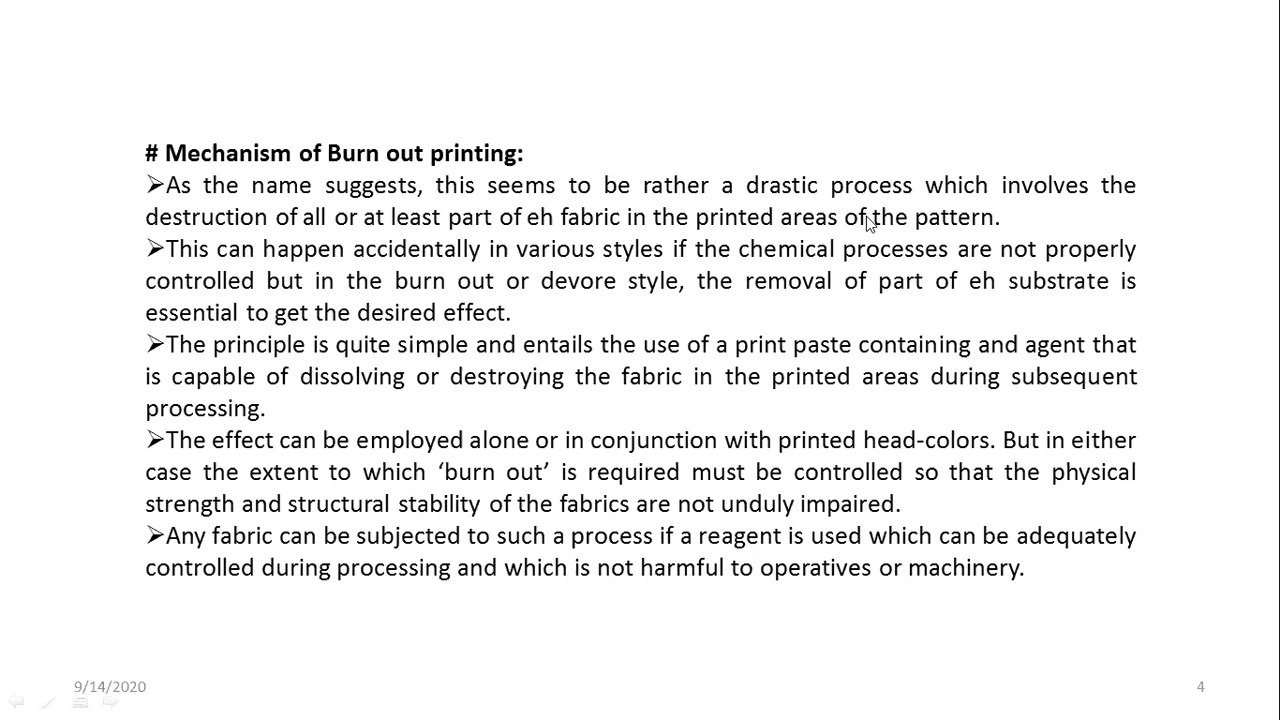 # Mechanism of Burn out printing:
➢As the name suggests, this seems to be rather a drastic process which involves the
destruction of all or at least part of eh fabric in the printed areas of the pattern.
➢This can happen accidentally in various styles if the chemical processes are not properly
controlled but in the burn out or devore style, the removal of part of eh substrate is
essential to get the desired effect.
➢The principle is quite simple and entails the use of a print paste containing and agent that
is capable of dissolving or destroying the fabric in the printed areas during subsequent
processing.
➢The effect can be employed alone or in conjunction with printed head-colors. But in either
case the extent to which ‘burn out’ is required must be controlled so that the physical
strength and structural stability of the fabrics are not unduly impaired.
➢Any fabric can be subjected to such a process if a reagent is used which can be adequately
controlled during processing and which is not harmful to operatives or machinery.
9/14/2020
4